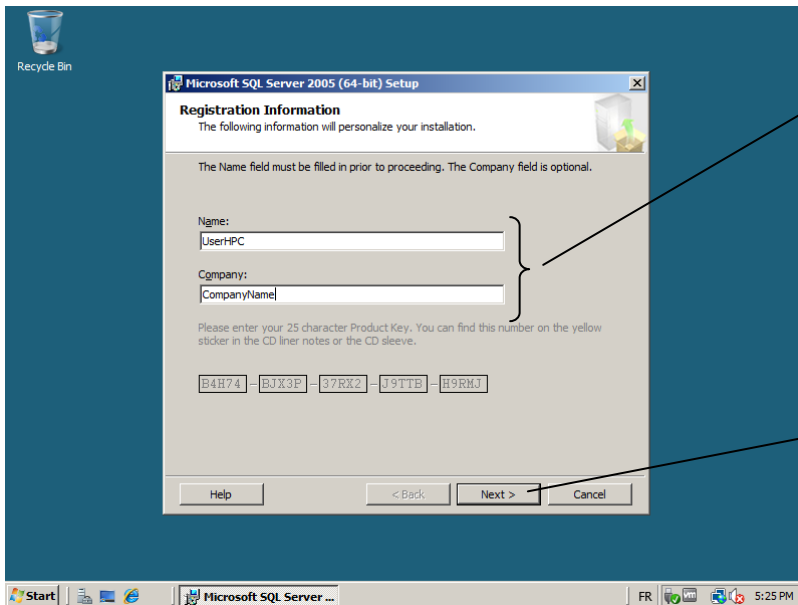 Recycle Bin
Microsoft SQL Server 2005 (64-bit) Setup
Registration Information
The following information will personalize your installation.
The Name field must be filled in prior to proceeding. The Company field is optional.
Name:
UserHPC
Company:
CompanyName
Please enter your 25 character Product Key. You can find this number on the yellow
sticker in the CD liner notes or the CD sleeve.
B4H74 - BJX3P - 37RX2 - J9TTB - H9RMJ
Help < Back Next > Cancel
Start Microsoft SQL Server ... FR vm 5:25 PM